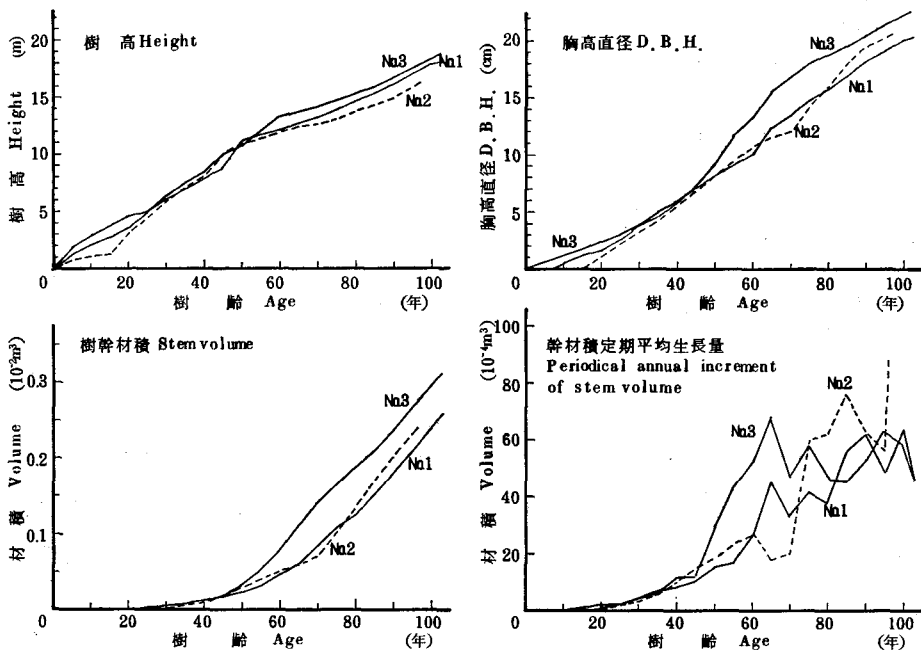 樹 高 Height
樹 高 Height (m)
20
15
10
5
0
No.3
No.1
No.2
20 40 60 80 100
樹 齢 Age (年)
胸高直径 D.B.H.
胸高直径 D.B.H. (cm)
20
15
10
5
0
No.3
No.1
No.2
No.3
20 40 60 80 100
樹 齢 Age (年)
樹幹材積 Stem volume
材 積 Volume (10⁻²m³)
0.3
0.2
0.1
0
No.3
No.1
No.2
20 40 60 80 100
樹 齢 Age (年)
幹材積定期平均生長量
Periodical annual increment
of stem volume
材 積 Volume (10⁻⁴m³)
100
80
60
40
20
0
No.2
No.3
No.1
20 40 60 80 100
樹 齢 Age (年)